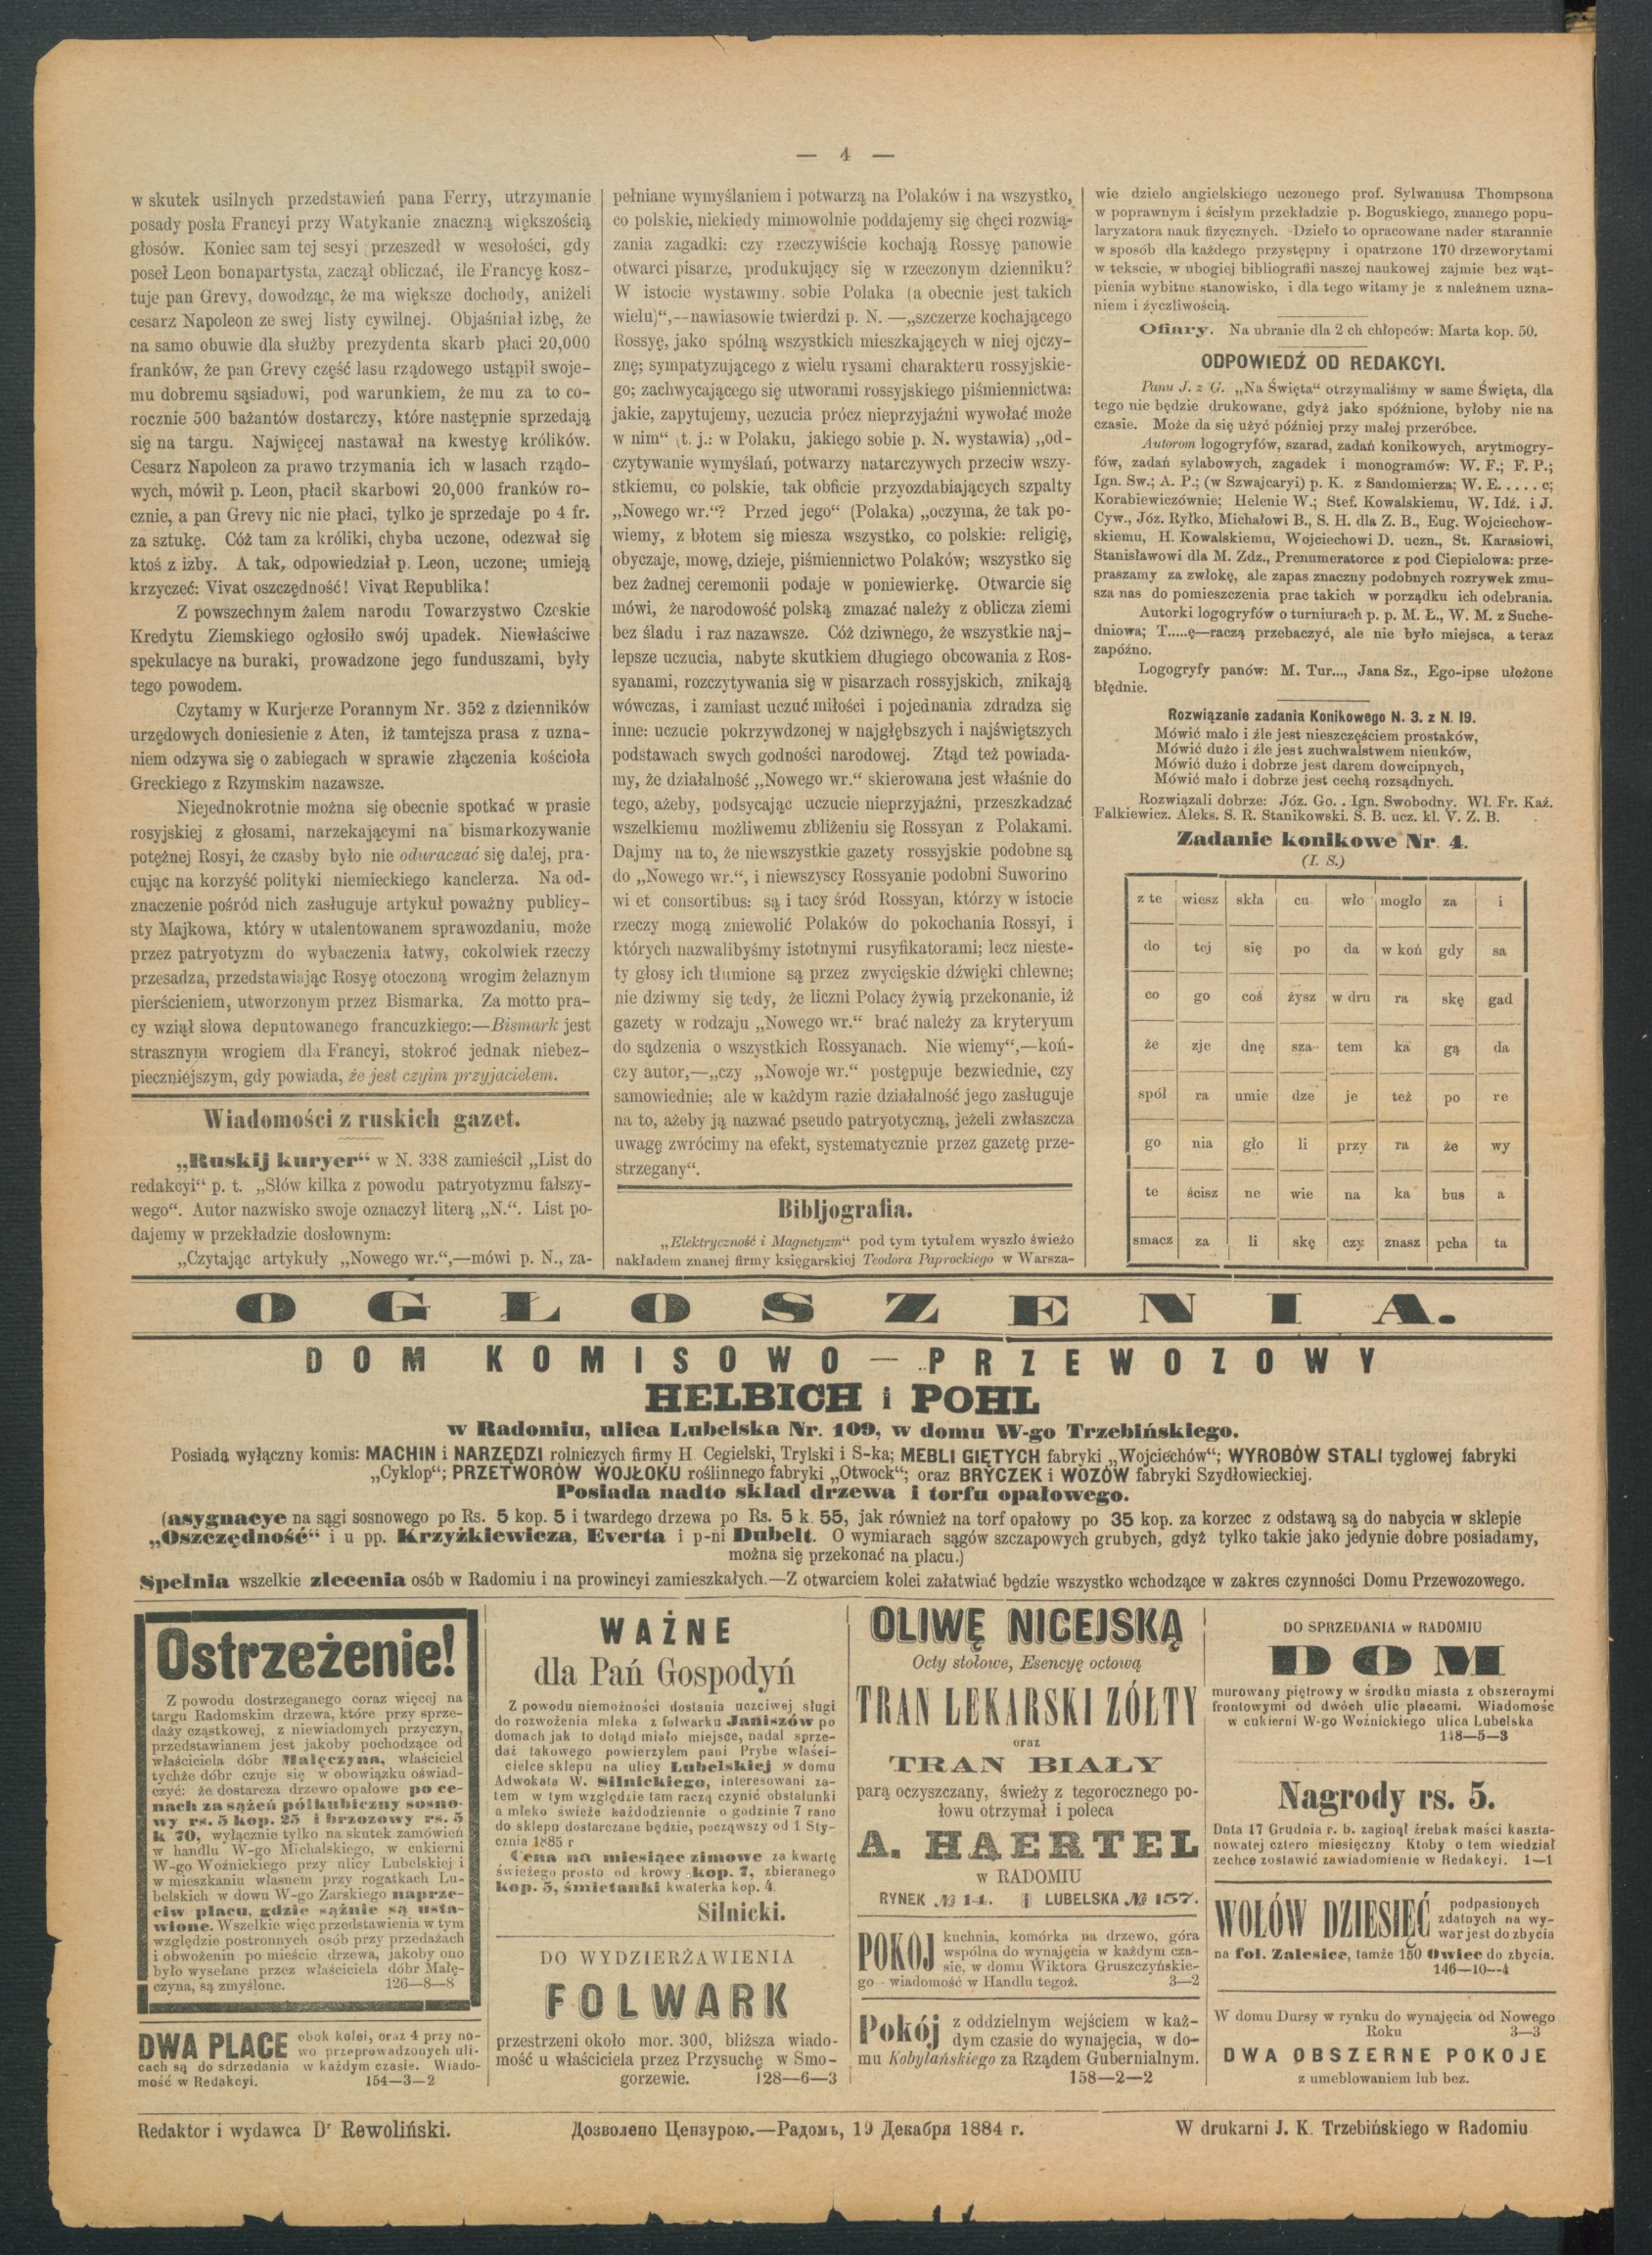 — 4 —
w skutek usilnych przedstawień pana Ferry, utrzymanie
posady posła Francyi przy Watykanie znaczną większością
głosów. Koniec sam tej sesyi przeszedł w wesołości, gdy
poseł Leon bonapartysta, zaczął obliczać, ile Francyę kosz-
tuje pan Grevy, dowodząc, że ma większe dochody, aniżeli
cesarz Napoleon ze swej listy cywilnej. Objaśniał izbę, że
na samo obuwie dla służby prezydenta skarb płaci 20,000
franków, że pan Grevy część lasu rządowego ustąpił swoje-
mu dobremu sąsiadowi, pod warunkiem, że mu za to co-
rocznie 500 bażantów dostarczy, które następnie sprzedają
się na targu. Najwięcej nastawał na kwestyę królików.
Cesarz Napoleon za prawo trzymania ich w lasach rządo-
wych, mówił p. Leon, płacił skarbowi 20,000 franków ro-
cznie, a pan Grevy nic nie płaci, tylko je sprzedaje po 4 fr.
za sztukę. Cóż tam za króliki, chyba uczone, odezwał się
ktoś z izby. A tak, odpowiedział p. Leon, uczone; umieją
krzyczeć: Vivat oszczędność! Vivat Republika!
Z powszechnym żalem narodu Towarzystwo Czeskie
Kredytu Ziemskiego ogłosiło swój upadek. Niewłaściwe
spekulacye na buraki, prowadzone jego funduszami, były
tego powodem.
Czytamy w Kurjerze Porannym Nr. 352 z dzienników
urzędowych doniesienie z Aten, iż tamtejsza prasa z uzna-
niem odzywa się o zabiegach w sprawie złączenia kościoła
Greckiego z Rzymskim nazawsze.
Niejednokrotnie można się obecnie spotkać w prasie
rosyjskiej z głosami, narzekającymi na bismarkozywanie
potężnej Rosyi, że czasby było nie oduraczać się dalej, pra-
cując na korzyść polityki niemieckiego kanclerza. Na od-
znaczenie pośród nich zasługuje artykuł poważny publicy-
sty Majkowa, który w utalentowanem sprawozdaniu, może
przez patryotyzm do wybaczenia łatwy, cokolwiek rzeczy
przesadza, przedstawiając Rosyę otoczoną wrogim żelaznym
pierścieniem, utworzonym przez Bismarka. Za motto pra-
cy wziął słowa deputowanego francuzkiego:—Bismark jest
strasznym wrogiem dla Francyi, stokroć jednak niebez-
pieczniejszym, gdy powiada, że jest czyim przyjacielem.
Wiadomości z ruskich gazet.
„Ruskij kuryer“ w N. 338 zamieścił „List do
redakcyi“ p. t. „Słów kilka z powodu patryotyzmu fałszy-
wego“. Autor nazwisko swoje oznaczył literą „N.“. List po-
dajemy w przekładzie dosłownym:
„Czytając artykuły „Nowego wr.“,—mówi p. N., za-
pełniane wymyślaniem i potwarzą na Polaków i na wszystko,
co polskie, niekiedy mimowolnie poddajemy się chęci rozwią-
zania zagadki: czy rzeczywiście kochają Rossyę panowie
otwarci pisarze, produkujący się w rzeczonym dzienniku?
W istocie wystawmy. sobie Polaka (a obecnie jest takich
wielu)“,—nawiasowie twierdzi p. N. —„szczerze kochającego
Rossyę, jako spólną wszystkich mieszkających w niej ojczy-
znę; sympatyzującego z wielu rysami charakteru rossyjskie-
go; zachwycającego się utworami rossyjskiego piśmiennictwa:
jakie, zapytujemy, uczucia prócz nieprzyjaźni wywołać może
w nim“ (t. j.: w Polaku, jakiego sobie p. N. wystawia) „od-
czytywanie wymyślań, potwarzy natarczywych przeciw wszy-
stkiemu, co polskie, tak obficie przyozdabiających szpalty
„Nowego wr.“? Przed jego“ (Polaka) „oczyma, że tak po-
wiemy, z błotem się miesza wszystko, co polskie: religię,
obyczaje, mowę, dzieje, piśmiennictwo Polaków; wszystko się
bez żadnej ceremonii podaje w poniewierkę. Otwarcie się
mówi, że narodowość polską zmazać należy z oblicza ziemi
bez śladu i raz nazawsze. Cóż dziwnego, że wszystkie naj-
lepsze uczucia, nabyte skutkiem długiego obcowania z Ros-
syanami, rozczytywania się w pisarzach rossyjskich, znikają
wówczas, i zamiast uczuć miłości i pojednania zdradza się
inne: uczucie pokrzywdzonej w najgłębszych i najświętszych
podstawach swych godności narodowej. Ztąd też powiada-
my, że działalność „Nowego wr.“ skierowana jest właśnie do
tego, ażeby, podsycając uczucie nieprzyjaźni, przeszkadzać
wszelkiemu możliwemu zbliżeniu się Rossyan z Polakami.
Dajmy na to, że niewszystkie gazety rossyjskie podobne są
do „Nowego wr.“, i niewszyscy Rossyanie podobni Suworino
wi et consortibus: są i tacy śród Rossyan, którzy w istocie
rzeczy mogą zniewolić Polaków do pokochania Rossyi, i
których nazwalibyśmy istotnymi rusyfikatorami; lecz nieste-
ty głosy ich tłumione są przez zwycięskie dźwięki chlewne;
nie dziwmy się tedy, że liczni Polacy żywią przekonanie, iż
gazety w rodzaju „Nowego wr.“ brać należy za kryteryum
do sądzenia o wszystkich Rossyanach. Nie wiemy“,—koń-
czy autor,—„czy „Nowoje wr.“ postępuje bezwiednie, czy
samowiednie; ale w każdym razie działalność jego zasługuje
na to, ażeby ją nazwać pseudo patryotyczną, jeżeli zwłaszcza
uwagę zwrócimy na efekt, systematycznie przez gazetę prze-
strzegany“.
Bibljografia.
„Elektryczność i Magnetyzm“ pod tym tytułem wyszło świeżo
nakładem znanej firmy księgarskiej Teodora Paprockiego w Warsza-
wie dzieło angielskiego uczonego prof. Sylwanusa Thompsona
w poprawnym i ścisłym przekładzie p. Boguskiego, znanego popu-
laryzatora nauk fizycznych. Dzieło to opracowane nader starannie
w sposób dla każdego przystępny i opatrzone 170 drzeworytami
w tekscie, w ubogiej bibliografii naszej naukowej zajmie bez wąt-
pienia wybitne stanowisko, i dla tego witamy je z należnem uzna-
niem i życzliwością.
Ofiary. Na ubranie dla 2 ch chłopców: Marta kop. 50.
ODPOWIEDŹ OD REDAKCYI.
Panu J. z G. „Na Święta“ otrzymaliśmy w same Święta, dla
tego nie będzie drukowane, gdyż jako spóźnione, byłoby nie na
czasie. Może da się użyć później przy małej przeróbce.
Autorom logogryfów, szarad, zadań konikowych, arytmogry-
fów, zadań sylabowych, zagadek i monogramów: W. F.; F. P.;
Ign. Sw.; A. P.; (w Szwajcaryi) p. K. z Sandomierza; W. E.....c;
Korabiewiczównie; Helenie W.; Stef. Kowalskiemu, W. Idź. i J.
Cyw., Józ. Ryłko, Michałowi B., S. H. dla Z. B., Eug. Wojciechow-
skiemu, H. Kowalskiemu, Wojciechowi D. uczn., St. Karasiowi,
Stanisławowi dla M. Zdz., Prenumeratorce z pod Ciepielowa: prze-
praszamy za zwłokę, ale zapas znaczny podobnych rozrywek zmu-
sza nas do pomieszczenia prac takich w porządku ich odebrania.
Autorki logogryfów o turniurach p. p. M. Ł., W. M. z Suche-
dniowa; T.....ę—raczą przebaczyć, ale nie było miejsca, a teraz
zapóźno.
Logogryfy panów: M. Tur..., Jana Sz., Ego-ipse ułożone
błędnie.
Rozwiązanie zadania Konikowego N. 3. z N. 19.
Mówić mało i źle jest nieszczęściem prostaków,
Mówić dużo i źle jest zuchwalstwem nieuków,
Mówić dużo i dobrze jest darem dowcipnych,
Mówić mało i dobrze jest cechą rozsądnych.
Rozwiązali dobrze: Józ. Go. . Ign. Swobodny. Wł. Fr. Kaź.
Falkiewicz. Aleks. S. R. Stanikowski. S. B. ucz. kl. V. Z. B.
Zadanie konikowe Nr. 4.
(I. S.)
z te wiesz skła cu wło mogło za i
do tej się po da w koń gdy sa
co go coś żysz w dru ra skę gad
że zje dnę sza tem ka gą da
spół ra umie dze je też po re
go nia gło li przy ra że wy
te ścisz ne wie na ka bus a
smacz za li skę czy znasz pcha ta
OGŁOSZENIA.
DOM KOMISOWO—PRZEWOZOWY
HELBICH i POHL
w Radomiu, ulica Lubelska Nr. 109, w domu W-go Trzebińskiego.
Posiada wyłączny komis: MACHIN i NARZĘDZI rolniczych firmy H. Cegielski, Trylski i S-ka; MEBLI GIĘTYCH fabryki „Wojciechów“; WYROBÓW STALI tyglowej fabryki
„Cyklop“; PRZETWORÓW WOJŁOKU roślinnego fabryki „Otwock“; oraz BRYCZEK i WOZÓW fabryki Szydłowieckiej.
Posiada nadto skład drzewa i torfu opałowego.
(asygnacye na sągi sosnowego po Rs. 5 kop. 5 i twardego drzewa po Rs. 5 k. 55, jak również na torf opałowy po 35 kop. za korzec z odstawą są do nabycia w sklepie
„Oszczędność“ i u pp. Krzyżkiewicza, Everta i p-ni Dubelt. O wymiarach sągów szczapowych grubych, gdyż tylko takie jako jedynie dobre posiadamy,
można się przekonać na placu.)
Spełnia wszelkie zlecenia osób w Radomiu i na prowincyi zamieszkałych.—Z otwarciem kolei załatwiać będzie wszystko wchodzące w zakres czynności Domu Przewozowego.
Ostrzeżenie!
Z powodu dostrzeganego coraz więcej na
targu Radomskim drzewa, które przy sprze-
daży cząstkowej, z niewiadomych przyczyn,
przedstawianem jest jakoby pochodzące od
właściciela dóbr Malęczyna, właściciel
tychże dóbr czuje się w obowiązku oświad-
czyć: że dostarcza drzewo opałowe po ce-
nach za sążeń półkubiczny sosno-
wy rs. 5 kop. 25 i brzozowy rs. 5
k 70, wyłącznie tylko na skutek zamówień
w handlu W-go Michalskiego, w cukierni
W-go Woźnickiego przy ulicy Lubelskiej i
w mieszkaniu własnem przy rogatkach Lu-
belskich w dowu W-go Zarskiego naprze-
ciw placu, gdzie sążnie są usta-
wione. Wszelkie więc przedstawienia w tym
względzie postronnych osób przy przedażach
i obwożeniu po mieście drzewa, jakoby ono
było wysełane przez właściciela dóbr Malę-
czyna, są zmyślone. 126—8—8
DWA PLACE obok kolei, oraz 4 przy no-
wo przeprowadzonych uli-
cach są do sdrzedania w każdym czasie. Wiado-
mość w Redakcyi. 154—3—2
WAŻNE
dla Pań Gospodyń
Z powodu niemożności dostania uczciwej sługi
do rozwożenia mleka z folwarku Janiszów po
domach jak to dotąd miało miejsce, nadal sprze-
daż takowego powierzyłem pani Prybe właści-
cielce sklepu na ulicy Lubelskiej w domu
Adwokata W. Silnickiego, interesowani za-
tem w tym względzie tam raczą czynić obstalunki
a mleko świeże każdodziennie o godzinie 7 rano
do sklepu dostarczane będzie, począwszy od 1 Sty-
cznia 1885 r
Cena na miesiące zimowe za kwartę
świeżego prosto od krowy kop. 7, zbieranego
kop. 5, śmietanki kwaterka kop. 4.
Silnicki.
DO WYDZIERŻAWIENIA
FOLWARK
przestrzeni około mor. 300, bliższa wiado-
mość u właściciela przez Przysuchę w Smo-
gorzewie. 128—6—3
OLIWĘ NICEJSKĄ
Octy stołowe, Esencyę octową
TRAN LEKARSKI ZÓŁTY
oraz
TRAN BIAŁY
parą oczyszczany, świeży z tegorocznego po-
łowu otrzymał i poleca
A. HAERTEL
w RADOMIU
RYNEK № 14. LUBELSKA № 157.
POKÓJ kuchnia, komórka na drzewo, góra
wspólna do wynajęcia w każdym cza-
sie, w domu Wiktora Gruszczyńskie-
go - wiadomość w Handlu tegoż. 3—2
Pokój z oddzielnym wejściem w każ-
dym czasie do wynajęcia, w do-
mu Kobylańskiego za Rządem Gubernialnym.
158—2—2
DO SPRZEDANIA w RADOMIU
DOM
murowany piętrowy w środku miasta z obszernymi
frontowymi od dwóch ulic placami. Wiadomość
w cukierni W-go Woźnickiego ulica Lubelska
148—5—3
Nagrody rs. 5.
Dnta 17 Grudnia r. b. zaginął źrebak maści kaszta-
nowatej cztero miesięczny. Ktoby o tem wiedział
zechce zostawić zawiadomienie w Redakcyi. 1—1
WOŁÓW DZIESIĘĆ podpasionych
zdatnych na wy-
war jest do zbycia
na fol. Zalesice, tamże 150 Owiec do zbycia.
146—10—4
W domu Dursy w rynku do wynajęcia od Nowego
Roku 3—3
DWA OBSZERNE POKOJE
z umeblowaniem lub bez.
Redaktor i wydawca Dr Rewoliński. Дозволено Цензурою.—Радомъ, 19 Декабря 1884 г. W drukarni J. K. Trzebińskiego w Radomiu